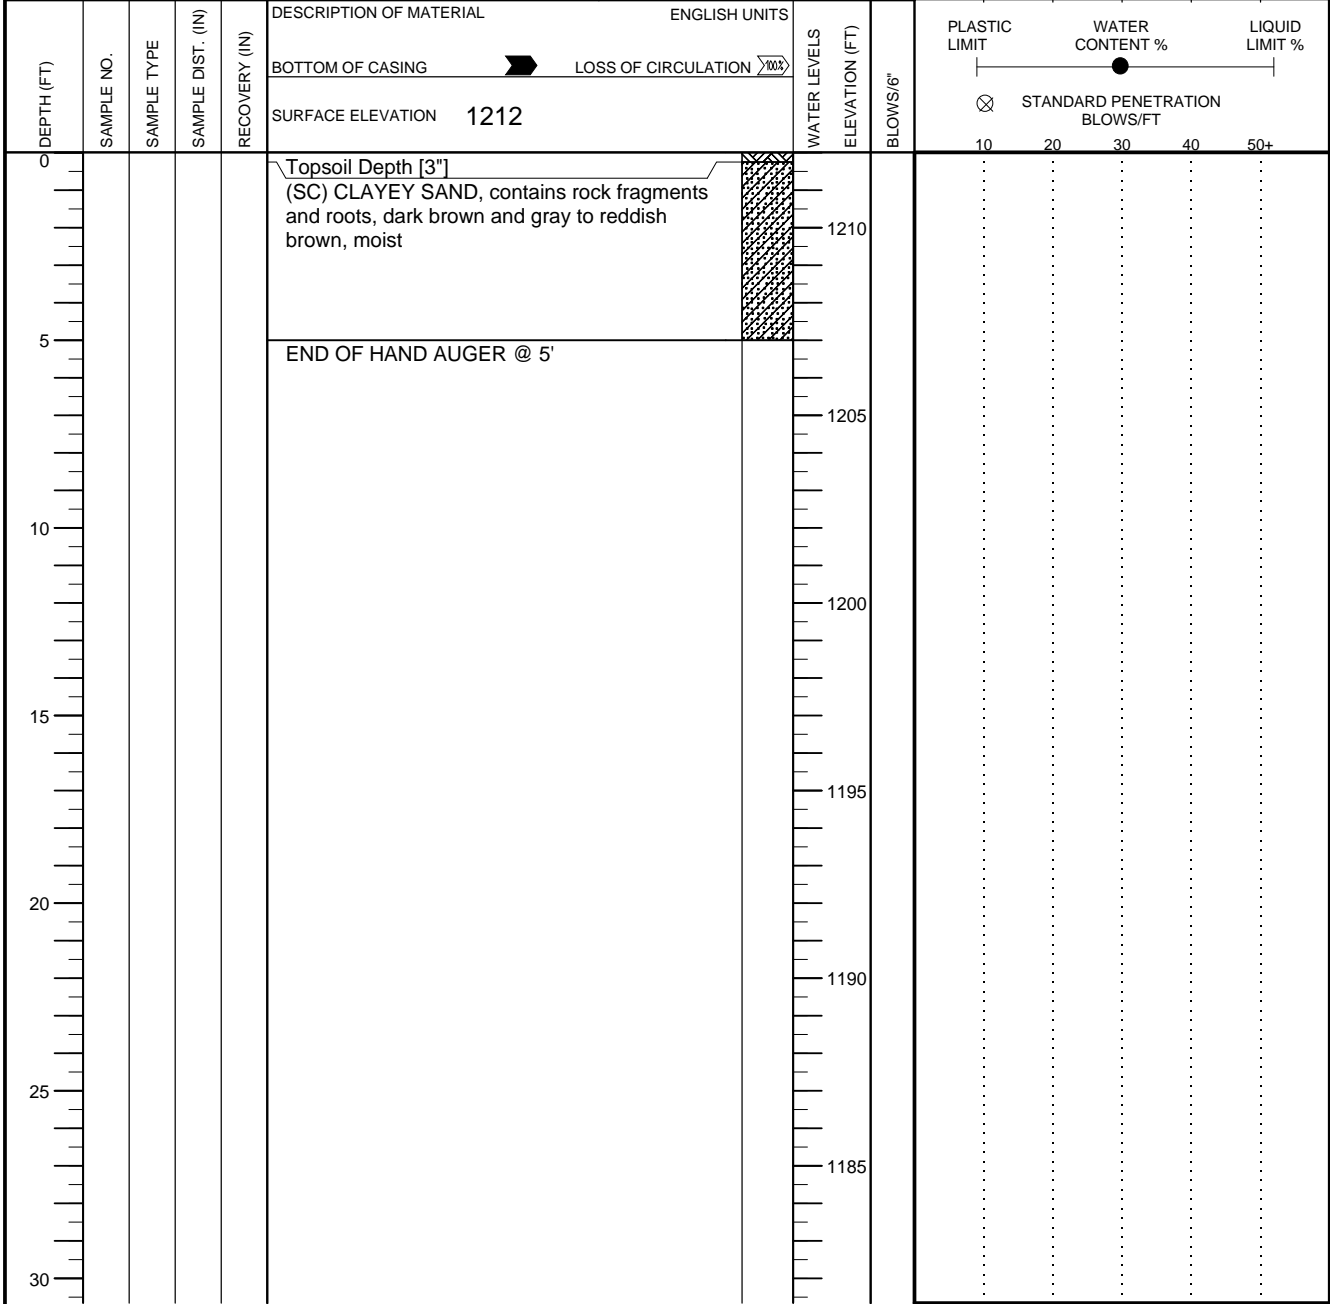 DEPTH (FT)
SAMPLE NO.
SAMPLE TYPE
SAMPLE DIST. (IN)
RECOVERY (IN)
DESCRIPTION OF MATERIAL ENGLISH UNITS
BOTTOM OF CASING LOSS OF CIRCULATION 100%
SURFACE ELEVATION 1212
WATER LEVELS
ELEVATION (FT)
BLOWS/6"
PLASTIC LIMIT
WATER CONTENT %
LIQUID LIMIT %
STANDARD PENETRATION
BLOWS/FT
10 20 30 40 50+
0
Topsoil Depth [3"]
(SC) CLAYEY SAND, contains rock fragments
and roots, dark brown and gray to reddish
brown, moist
1210
5
END OF HAND AUGER @ 5'
1205
10
1200
15
1195
20
1190
25
1185
30